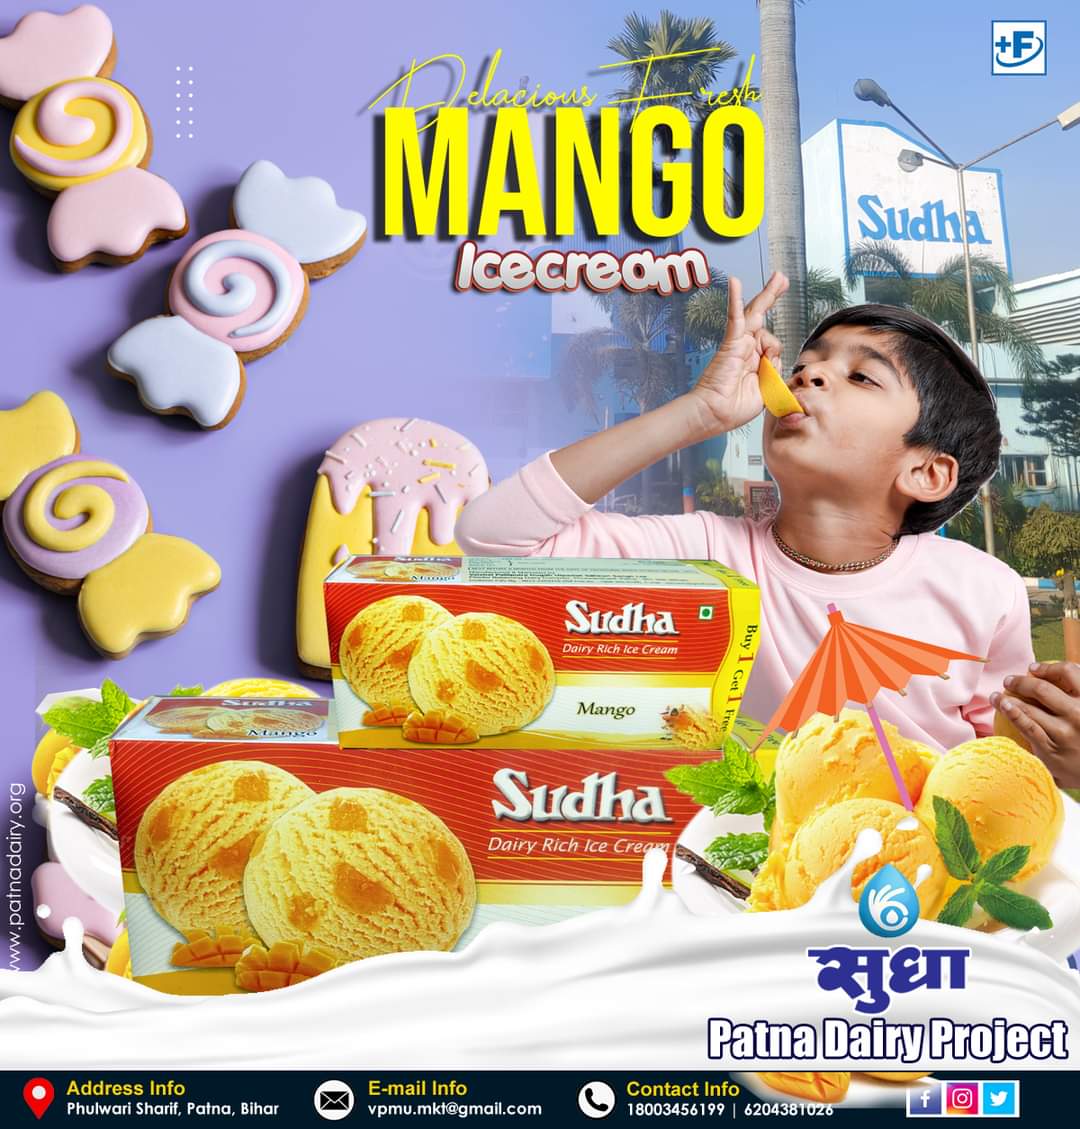 Delacious Fresh
MANGO
Icecream
+F
Sudha
Sudha
Mango
Sudha
Dairy Rich Ice Cream
Mango
Buy 1 Get 1 Free
Sudha
Mango
Sudha
Dairy Rich Ice Cream
www.patnadairy.org
सुधा
Patna Dairy Project
Address Info
Phulwari Sharif, Patna, Bihar
E-mail Info
vpmu.mkt@gmail.com
Contact Info
18003456199 | 6204381026